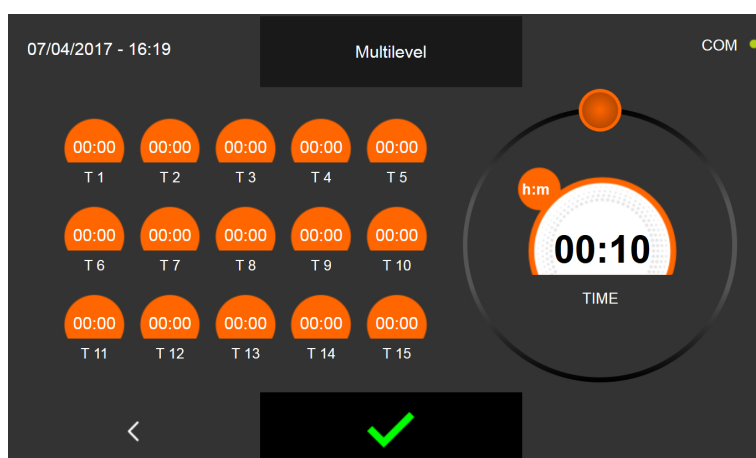 07/04/2017 - 16:19
Multilevel
COM
00:00 00:00 00:00 00:00 00:00
T 1 T 2 T 3 T 4 T 5
00:00 00:00 00:00 00:00 00:00
T 6 T 7 T 8 T 9 T 10
00:00 00:00 00:00 00:00 00:00
T 11 T 12 T 13 T 14 T 15
h:m
00:10
TIME